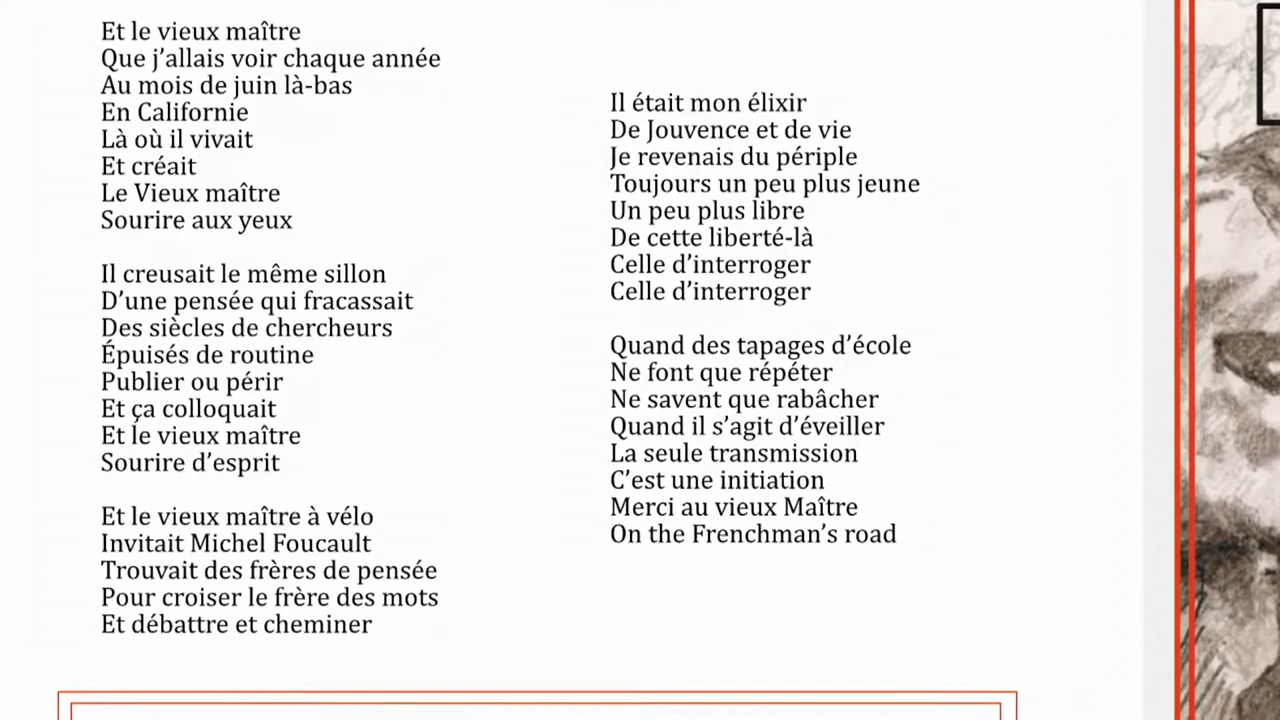 Et le vieux maître
Que j’allais voir chaque année
Au mois de juin là-bas
En Californie
Là où il vivait
Et créait
Le Vieux maître
Sourire aux yeux

Il creusait le même sillon
D’une pensée qui fracassait
Des siècles de chercheurs
Épuisés de routine
Publier ou périr
Et ça colloquait
Et le vieux maître
Sourire d’esprit

Et le vieux maître à vélo
Invitait Michel Foucault
Trouvait des frères de pensée
Pour croiser le frère des mots
Et débattre et cheminer

Il était mon élixir
De Jouvence et de vie
Je revenais du périple
Toujours un peu plus jeune
Un peu plus libre
De cette liberté-là
Celle d’interroger
Celle d’interroger

Quand des tapages d’école
Ne font que répéter
Ne savent que rabâcher
Quand il s’agit d’éveiller
La seule transmission
C’est une initiation
Merci au vieux Maître
On the Frenchman’s road